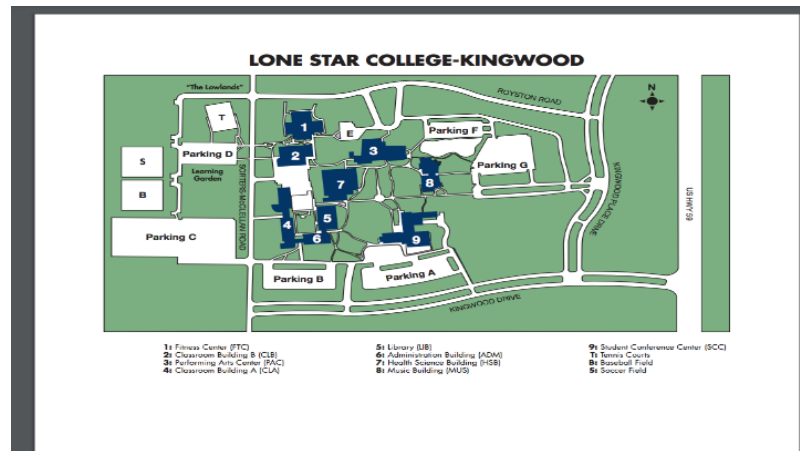 LONE STAR COLLEGE-KINGWOOD
"The Lowlands"
ROYSTON ROAD
N
T
1
E
Parking F
2
3
Parking D
S
Parking G
Learning
Garden
7
8
B
SORTERS-McCLELLAN ROAD
KINGWOOD PLACE DRIVE
US HWY 59
5
4
6
9
Parking C
Parking B
Parking A
KINGWOOD DRIVE
1: Fitness Center (FTC)
2: Classroom Building B (CLB)
3: Performing Arts Center (PAC)
4: Classroom Building A (CLA)
5: Library (LIB)
6: Administration Building (ADM)
7: Health Science Building (HSB)
8: Music Building (MUS)
9: Student Conference Center (SCC)
T: Tennis Courts
B: Baseball Field
S: Soccer Field